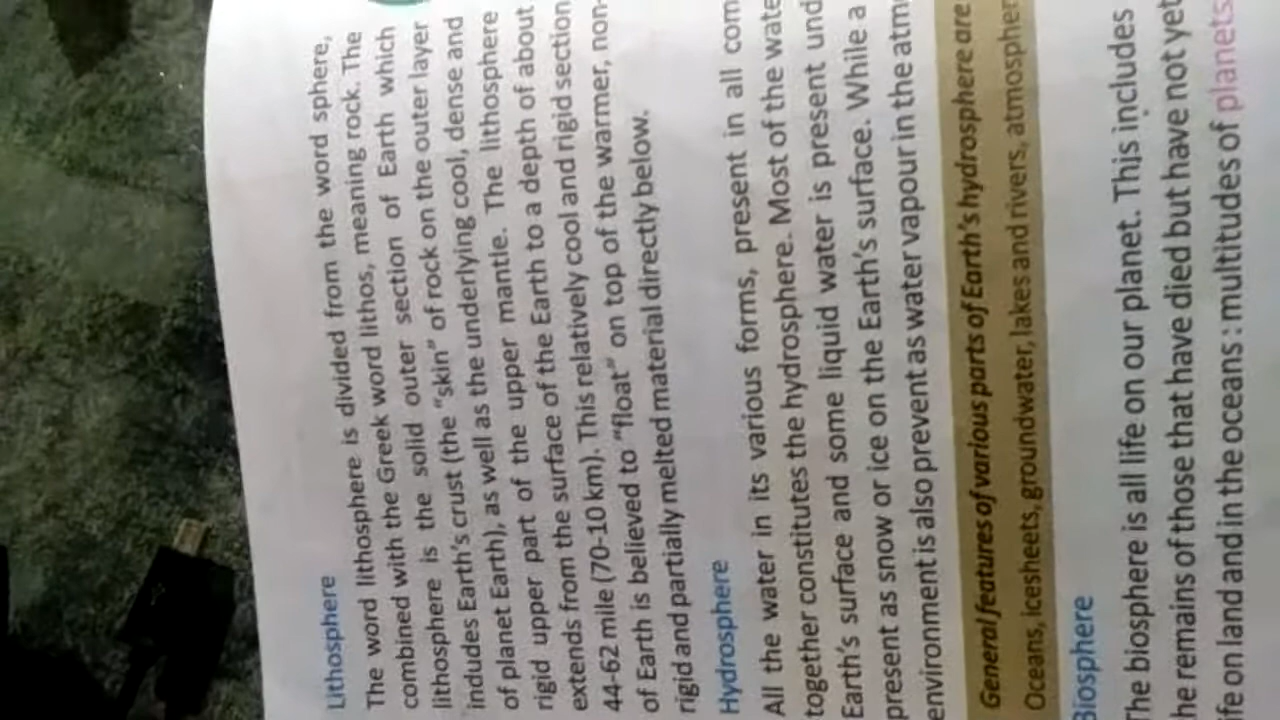 Lithosphere
The word lithosphere is divided from the word sphere,
combined with the Greek word lithos, meaning rock. The
lithosphere is the solid outer section of Earth which
includes Earth's crust (the "skin" of rock on the outer layer
of planet Earth), as well as the underlying cool, dense and
rigid upper part of the upper mantle. The lithosphere
extends from the surface of the Earth to a depth of about
44-62 mile (70-10 km). This relatively cool and rigid section
of Earth is believed to "float" on top of the warmer, non-
rigid and partially melted material directly below.
Hydrosphere
All the water in its various forms, present in all com
together constitutes the hydrosphere. Most of the wate
Earth's surface and some liquid water is present und
present as snow or ice on the Earth's surface. While a
environment is also prevent as water vapour in the atm
General features of various parts of Earth's hydrosphere are
Oceans, icesheets, groundwater, lakes and rivers, atmospher
Biosphere
The biosphere is all life on our planet. This includes
he remains of those that have died but have not yet
fe on land and in the oceans : multitudes of planets